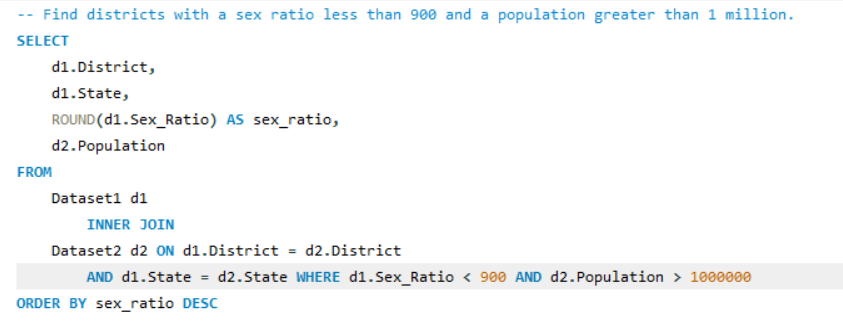 -- Find districts with a sex ratio less than 900 and a population greater than 1 million.
SELECT
    d1.District,
    d1.State,
    ROUND(d1.Sex_Ratio) AS sex_ratio,
    d2.Population
FROM
    Dataset1 d1
        INNER JOIN
    Dataset2 d2 ON d1.District = d2.District
        AND d1.State = d2.State WHERE d1.Sex_Ratio < 900 AND d2.Population > 1000000
ORDER BY sex_ratio DESC